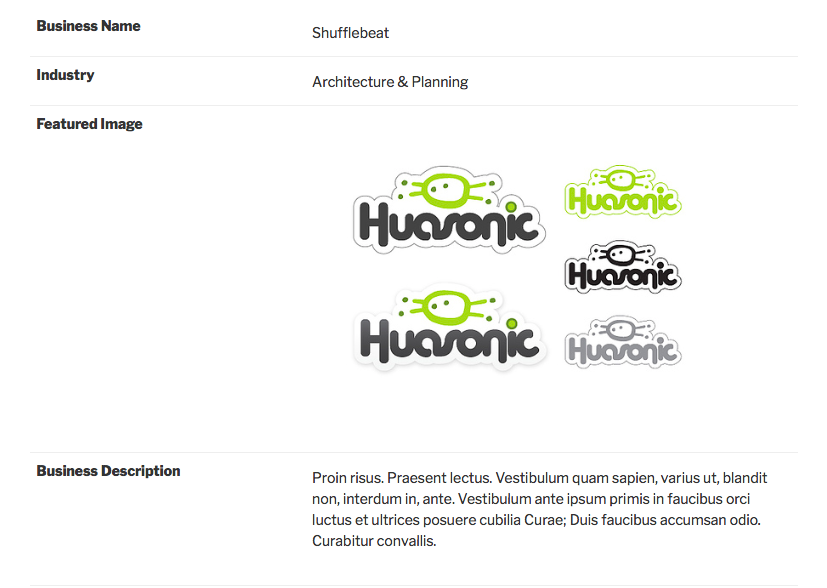 Business Name
Shufflebeat
Industry
Architecture & Planning
Featured Image
Huasonic
Huasonic
Huasonic
Huasonic
Huasonic
Business Description
Proin risus. Praesent lectus. Vestibulum quam sapien, varius ut, blandit
non, interdum in, ante. Vestibulum ante ipsum primis in faucibus orci
luctus et ultrices posuere cubilia Curae; Duis faucibus accumsan odio.
Curabitur convallis.